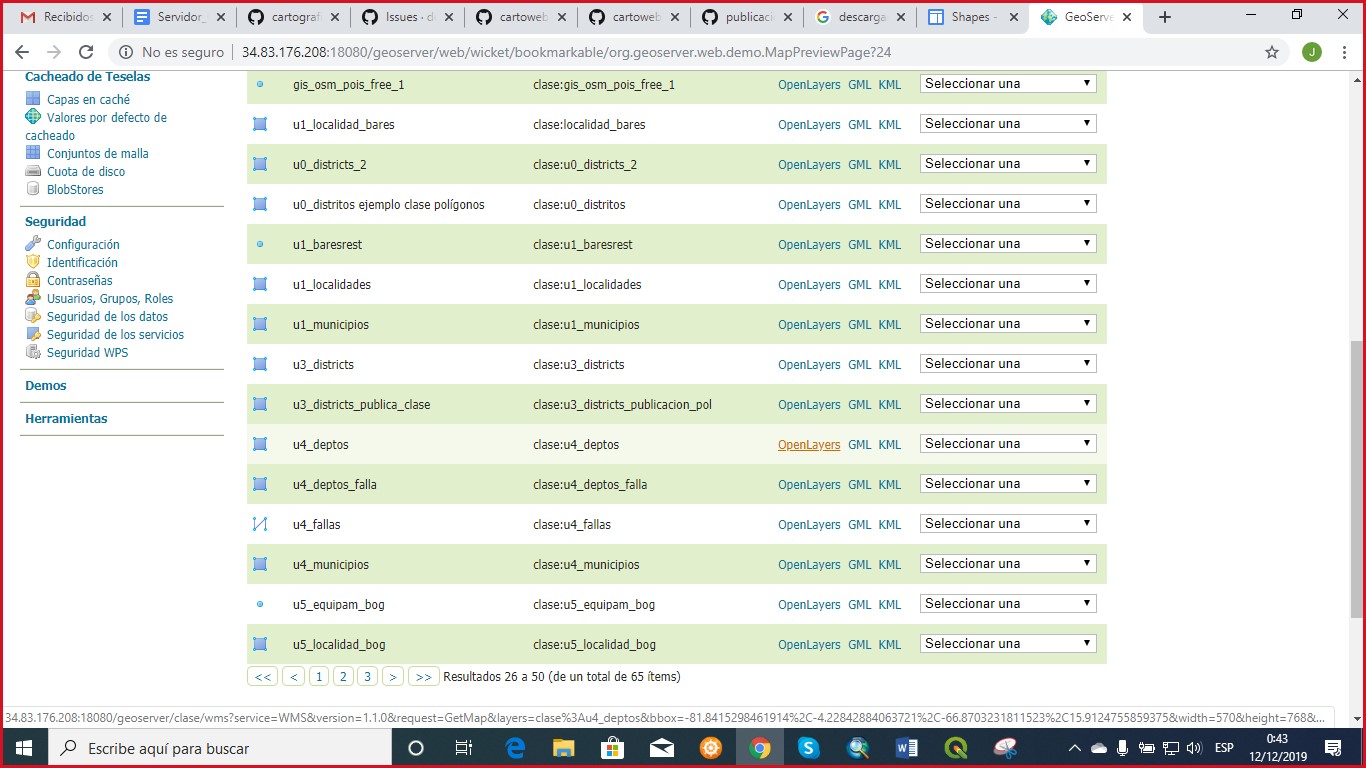 Recibidos
Servidor_
cartografi
Issues · di
cartoweb
cartoweb
publicaci
descarga
Shapes -
GeoServe
No es seguro
34.83.176.208:18080/geoserver/web/wicket/bookmarkable/org.geoserver.web.demo.MapPreviewPage?24
J
Cacheado de Teselas
Capas en caché
Valores por defecto de
cacheado
Conjuntos de malla
Cuota de disco
BlobStores
Seguridad
Configuración
Identificación
Contraseñas
Usuarios, Grupos, Roles
Seguridad de los datos
Seguridad de los servicios
Seguridad WPS
Demos
Herramientas
gis_osm_pois_free_1 clase:gis_osm_pois_free_1 OpenLayers GML KML Seleccionar una
u1_localidad_bares clase:localidad_bares OpenLayers GML KML Seleccionar una
u0_districts_2 clase:u0_districts_2 OpenLayers GML KML Seleccionar una
u0_distritos ejemplo clase polígonos clase:u0_distritos OpenLayers GML KML Seleccionar una
u1_baresrest clase:u1_baresrest OpenLayers GML KML Seleccionar una
u1_localidades clase:u1_localidades OpenLayers GML KML Seleccionar una
u1_municipios clase:u1_municipios OpenLayers GML KML Seleccionar una
u3_districts clase:u3_districts OpenLayers GML KML Seleccionar una
u3_districts_publica_clase clase:u3_districts_publicacion_pol OpenLayers GML KML Seleccionar una
u4_deptos clase:u4_deptos OpenLayers GML KML Seleccionar una
u4_deptos_falla clase:u4_deptos_falla OpenLayers GML KML Seleccionar una
u4_fallas clase:u4_fallas OpenLayers GML KML Seleccionar una
u4_municipios clase:u4_municipios OpenLayers GML KML Seleccionar una
u5_equipam_bog clase:u5_equipam_bog OpenLayers GML KML Seleccionar una
u5_localidad_bog clase:u5_localidad_bog OpenLayers GML KML Seleccionar una
<< < 1 2 3 > >> Resultados 26 a 50 (de un total de 65 ítems)
34.83.176.208:18080/geoserver/clase/wms?service=WMS&version=1.1.0&request=GetMap&layers=clase%3Au4_deptos&bbox=-81.8415298461914%2C-4.22842884063721%2C-66.8703231811523%2C15.9124755859375&width=570&height=768&...
Escribe aquí para buscar
ESP
0:43
12/12/2019